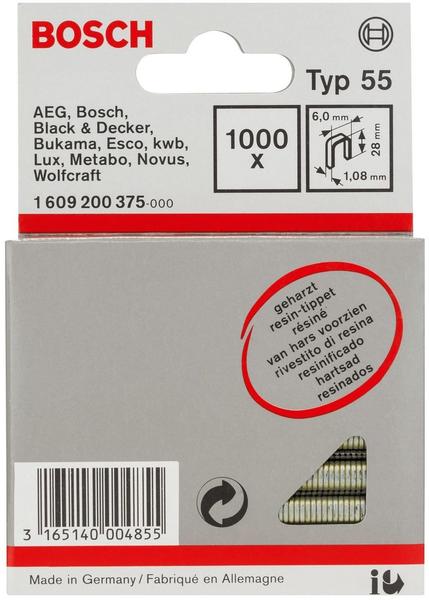 BOSCH
Typ 55
AEG, Bosch,
Black & Decker,
Bukama, Esco, kwb,
Lux, Metabo, Novus,
Wolfcraft
1 609 200 375-000
1000
x
6,0 mm
28 mm
1,08 mm
geharzt
resin-tippet
résiné
van hars voorzien
rivestito di resina
resinificado
hartsad
resinados
3 165140 004855
Made in Germany / Fabriqué en Allemagne